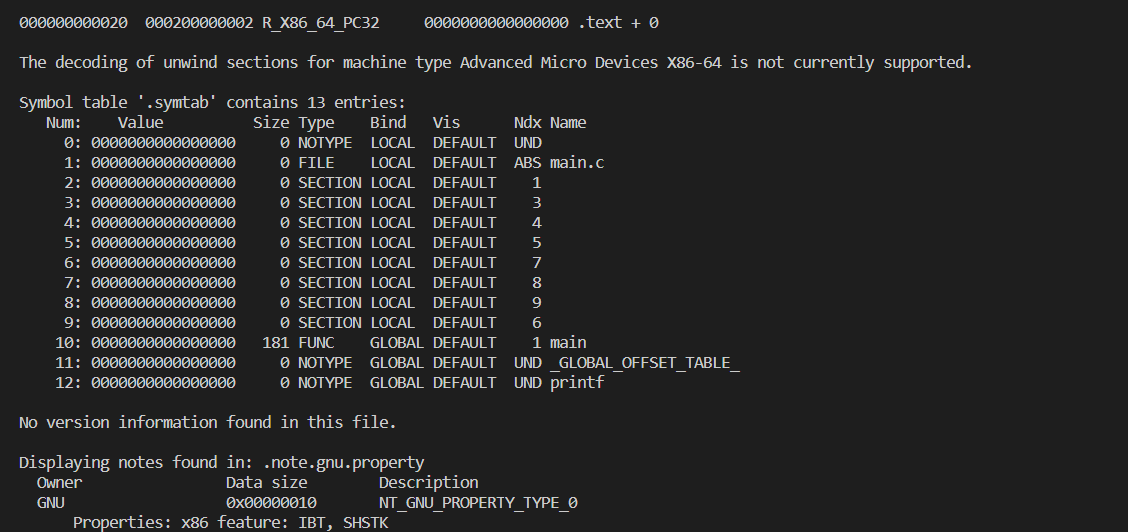 000000000020  000200000002 R_X86_64_PC32     0000000000000000 .text + 0
The decoding of unwind sections for machine type Advanced Micro Devices X86-64 is not currently supported.
Symbol table '.symtab' contains 13 entries:
   Num:    Value          Size Type    Bind   Vis      Ndx Name
     0: 0000000000000000     0 NOTYPE  LOCAL  DEFAULT  UND
     1: 0000000000000000     0 FILE    LOCAL  DEFAULT  ABS main.c
     2: 0000000000000000     0 SECTION LOCAL  DEFAULT    1
     3: 0000000000000000     0 SECTION LOCAL  DEFAULT    3
     4: 0000000000000000     0 SECTION LOCAL  DEFAULT    4
     5: 0000000000000000     0 SECTION LOCAL  DEFAULT    5
     6: 0000000000000000     0 SECTION LOCAL  DEFAULT    7
     7: 0000000000000000     0 SECTION LOCAL  DEFAULT    8
     8: 0000000000000000     0 SECTION LOCAL  DEFAULT    9
     9: 0000000000000000     0 SECTION LOCAL  DEFAULT    6
    10: 0000000000000000   181 FUNC    GLOBAL DEFAULT    1 main
    11: 0000000000000000     0 NOTYPE  GLOBAL DEFAULT  UND _GLOBAL_OFFSET_TABLE_
    12: 0000000000000000     0 NOTYPE  GLOBAL DEFAULT  UND printf
No version information found in this file.
Displaying notes found in: .note.gnu.property
  Owner                Data size        Description
  GNU                  0x00000010       NT_GNU_PROPERTY_TYPE_0
      Properties: x86 feature: IBT, SHSTK